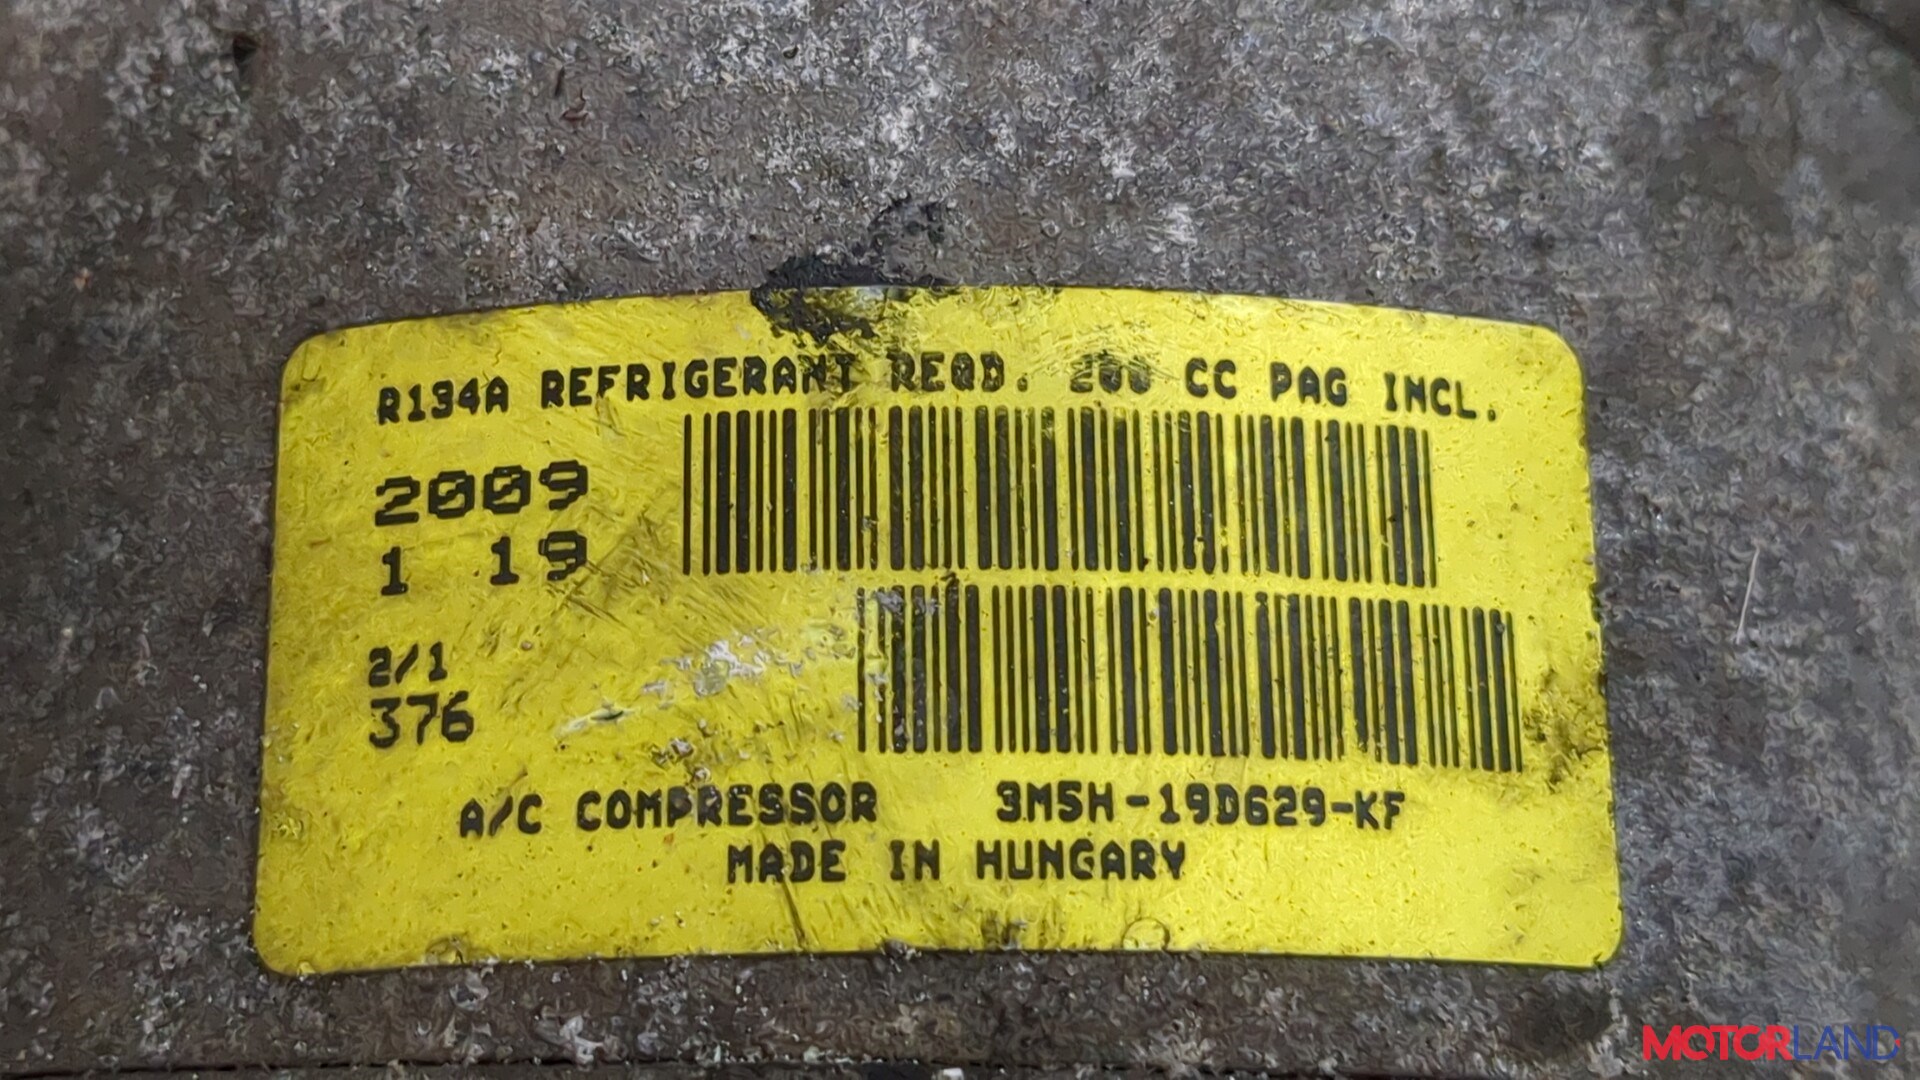 R134A REFRIGERANT REQD. 200 CC PAG INCL.
2009
1 19
2/1
376
A/C COMPRESSOR 3M5H-19D629-KF
MADE IN HUNGARY
MOTORLAND